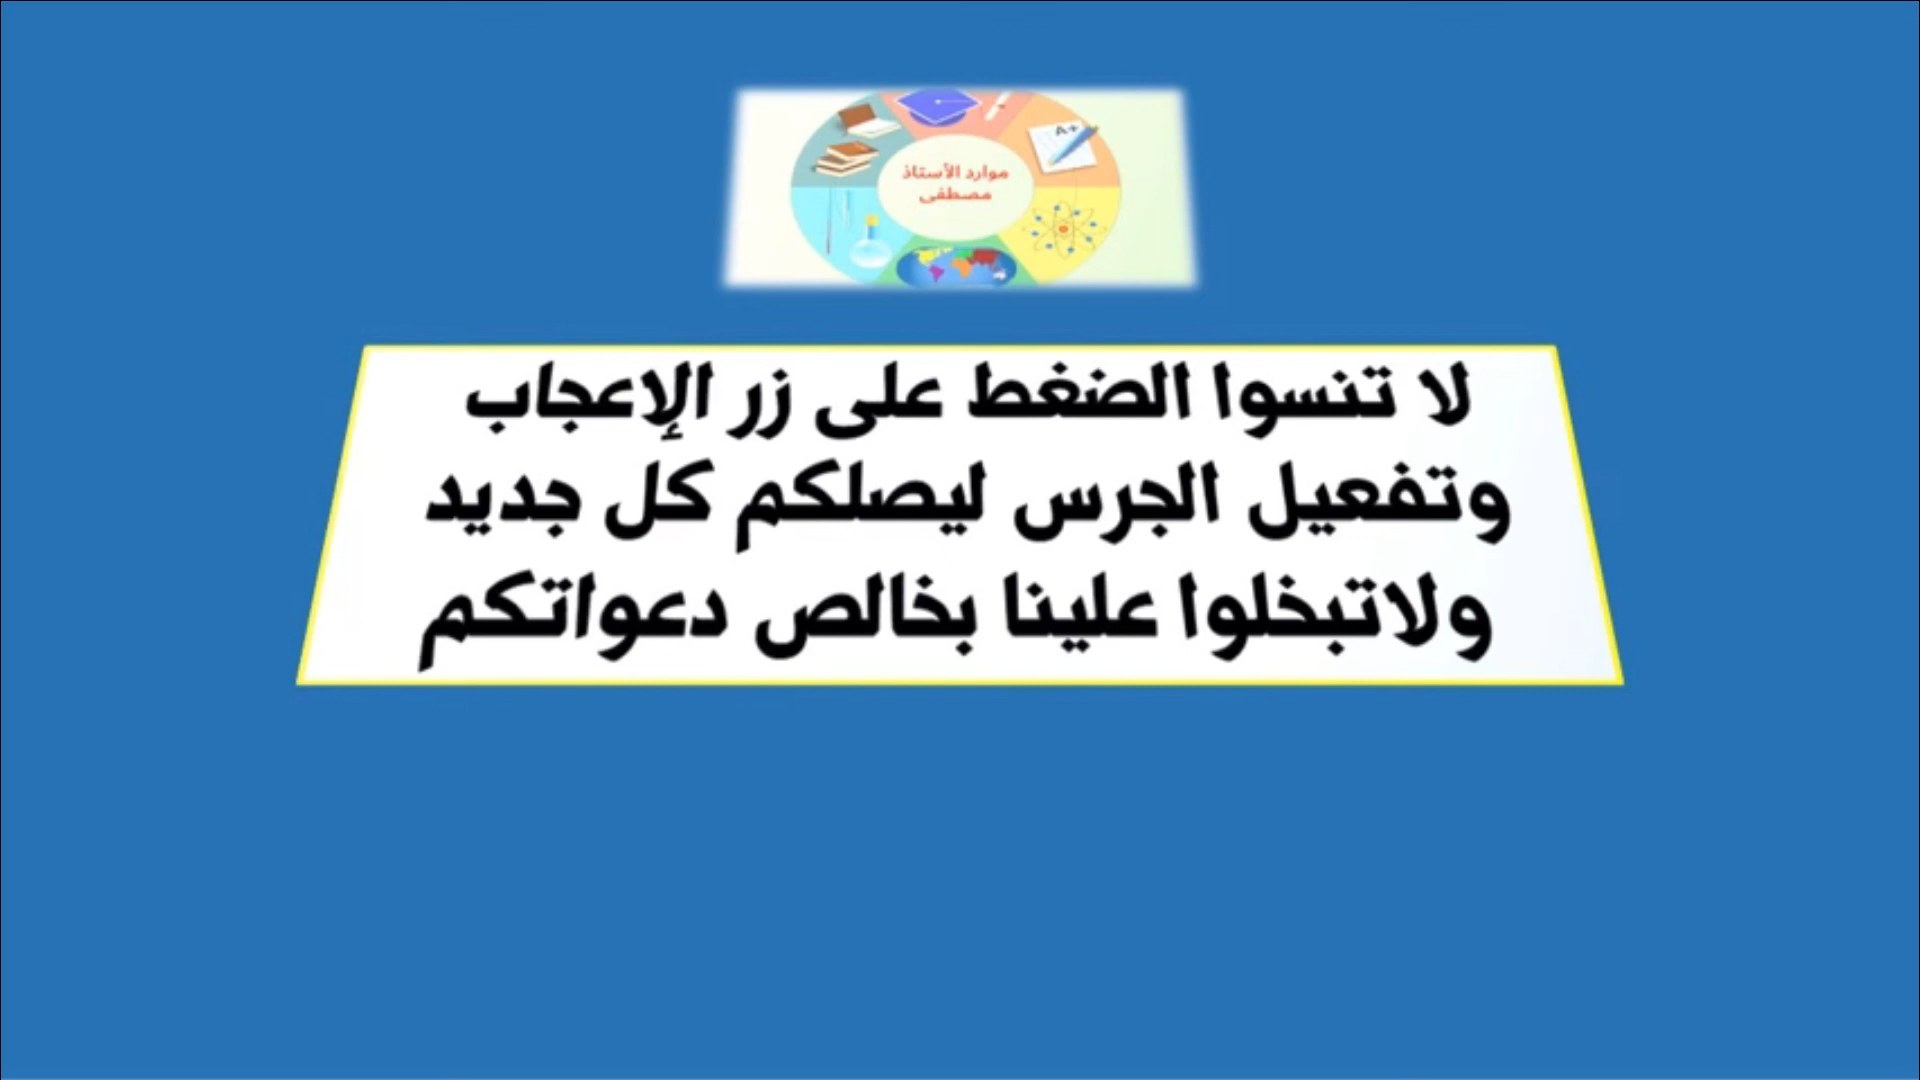 موارد الأستاذ
مصطفى
A+
لا تنسوا الضغط على زر الإعجاب
وتفعيل الجرس ليصلكم كل جديد
ولاتبخلوا علينا بخالص دعواتكم